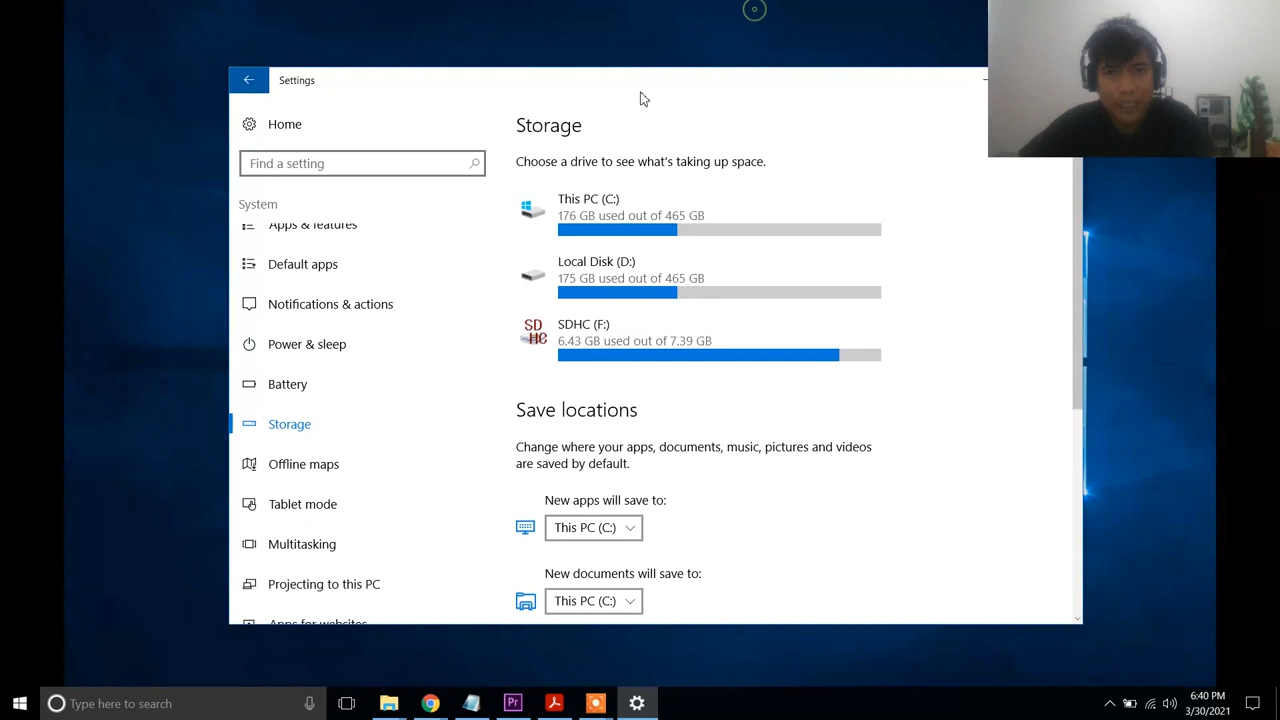 Settings
Home
Find a setting
System
Apps & features
Default apps
Notifications & actions
Power & sleep
Battery
Storage
Offline maps
Tablet mode
Multitasking
Projecting to this PC
Apps for websites
Storage
Choose a drive to see what's taking up space.
This PC (C:)
176 GB used out of 465 GB
Local Disk (D:)
175 GB used out of 465 GB
SD
HC
SDHC (F:)
6.43 GB used out of 7.39 GB
Save locations
Change where your apps, documents, music, pictures and videos
are saved by default.
New apps will save to:
This PC (C:)
New documents will save to:
This PC (C:)
Type here to search
Pr
6:40 PM
3/30/2021